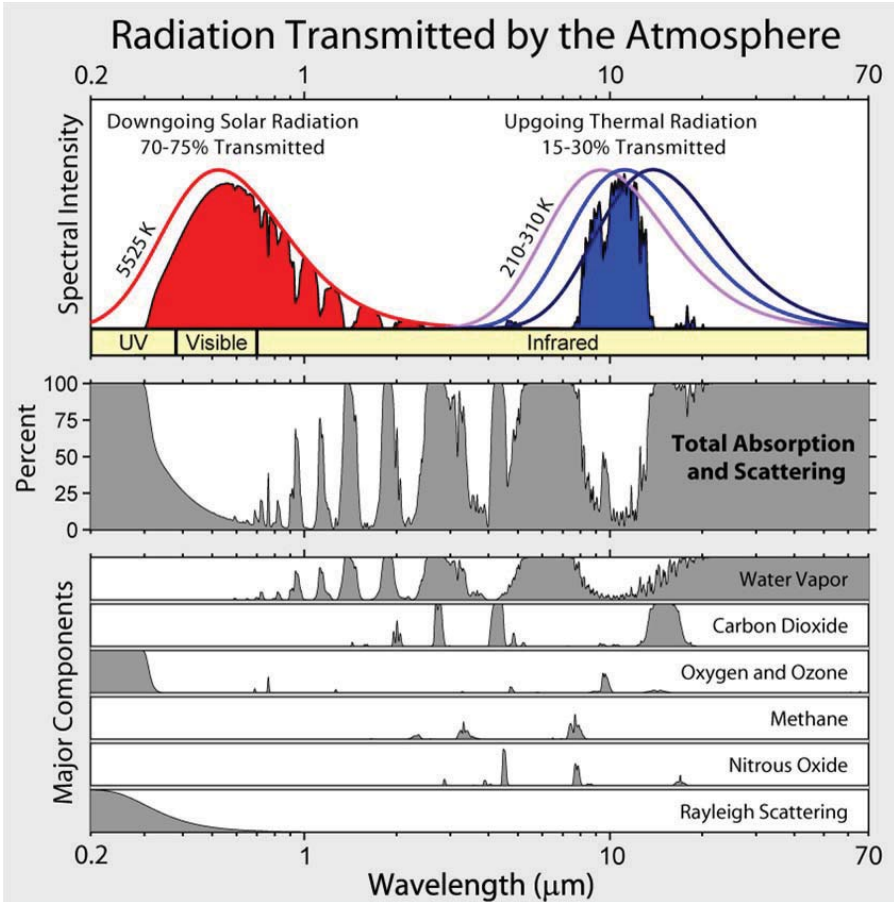 Radiation Transmitted by the Atmosphere
0.2 1 10 70
Downgoing Solar Radiation
70-75% Transmitted
Upgoing Thermal Radiation
15-30% Transmitted
Spectral Intensity
5525 K
210-310 K
UV Visible Infrared
Percent
100
75
50
25
0
Total Absorption
and Scattering
Major Components
Water Vapor
Carbon Dioxide
Oxygen and Ozone
Methane
Nitrous Oxide
Rayleigh Scattering
0.2 1 10 70
Wavelength (μm)